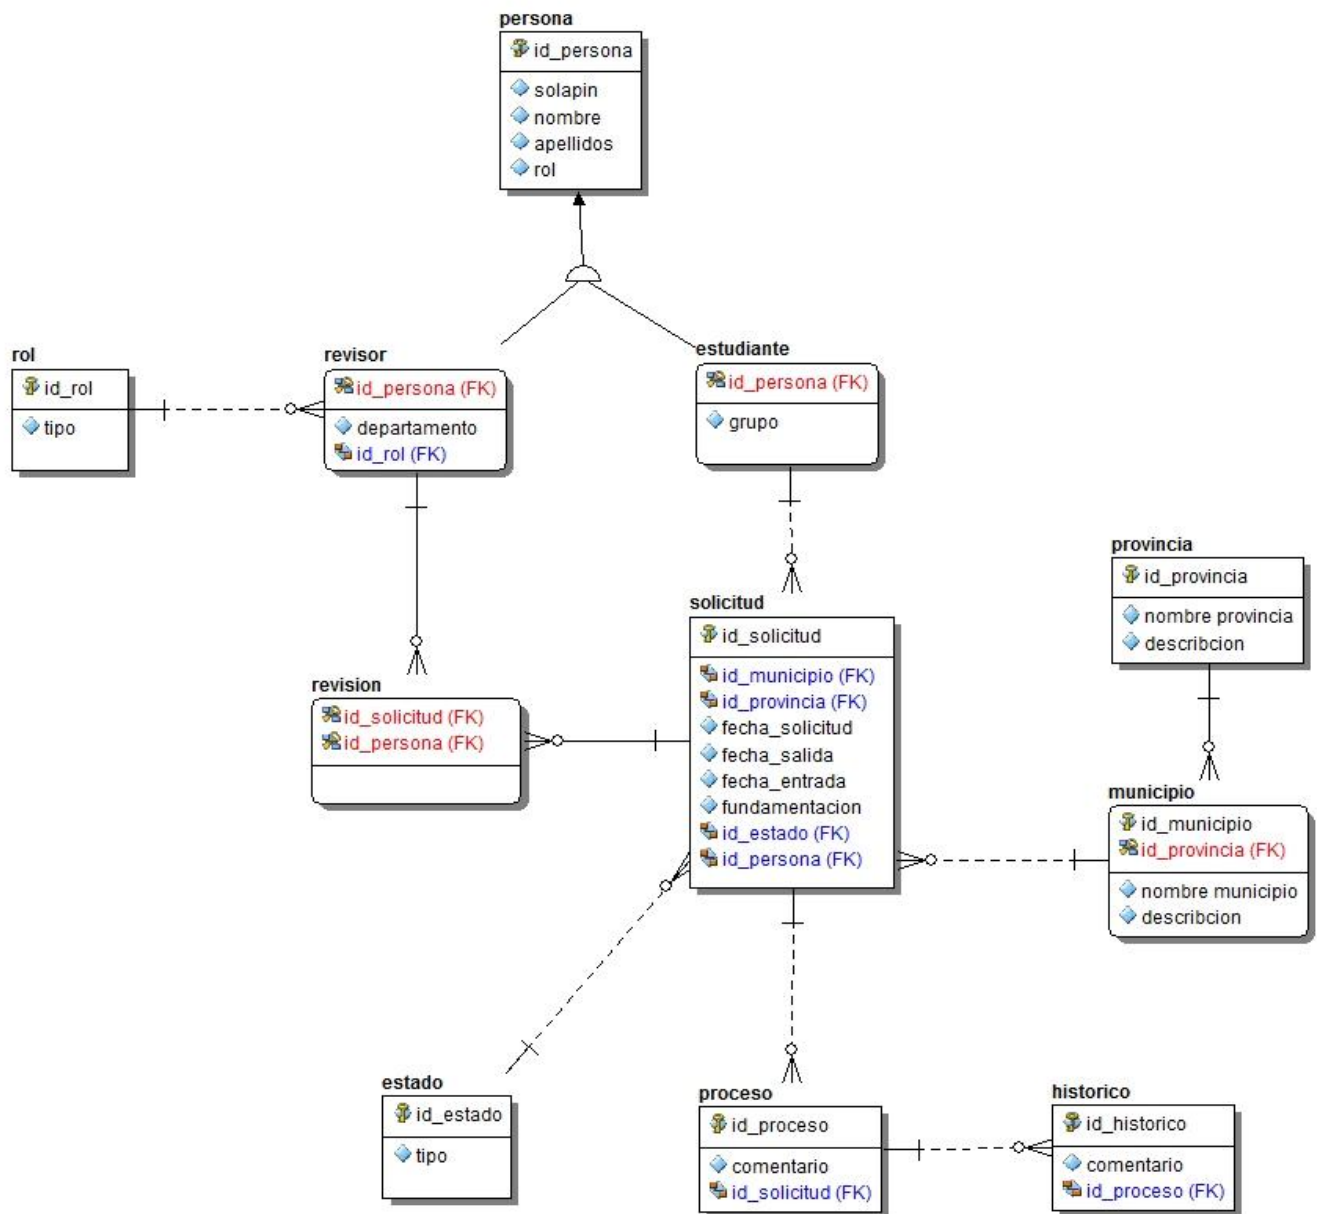 persona
id_persona
solapin
nombre
apellidos
rol
rol
id_rol
tipo
revisor
id_persona (FK)
departamento
id_rol (FK)
estudiante
id_persona (FK)
grupo
provincia
id_provincia
nombre provincia
describcion
solicitud
id_solicitud
id_municipio (FK)
id_provincia (FK)
fecha_solicitud
fecha_salida
fecha_entrada
fundamentacion
id_estado (FK)
id_persona (FK)
revision
id_solicitud (FK)
id_persona (FK)
municipio
id_municipio
id_provincia (FK)
nombre municipio
describcion
estado
id_estado
tipo
proceso
id_proceso
comentario
id_solicitud (FK)
historico
id_historico
comentario
id_proceso (FK)